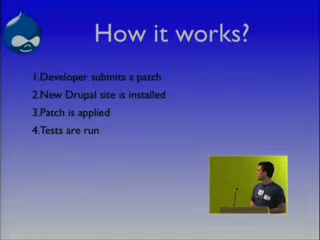 How it works?
1.Developer submits a patch
2.New Drupal site is installed
3.Patch is applied
4.Tests are run